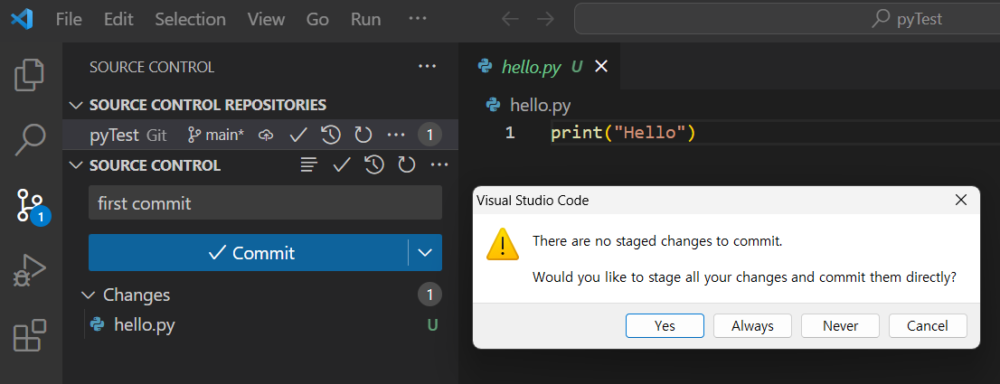 File Edit Selection View Go Run ···
pyTest
SOURCE CONTROL ···
SOURCE CONTROL REPOSITORIES
pyTest Git main* ··· 1
SOURCE CONTROL ···
first commit
Commit
Changes 1
hello.py U
1
hello.py U
hello.py
1 print("Hello")
Visual Studio Code
There are no staged changes to commit.
Would you like to stage all your changes and commit them directly?
Yes Always Never Cancel